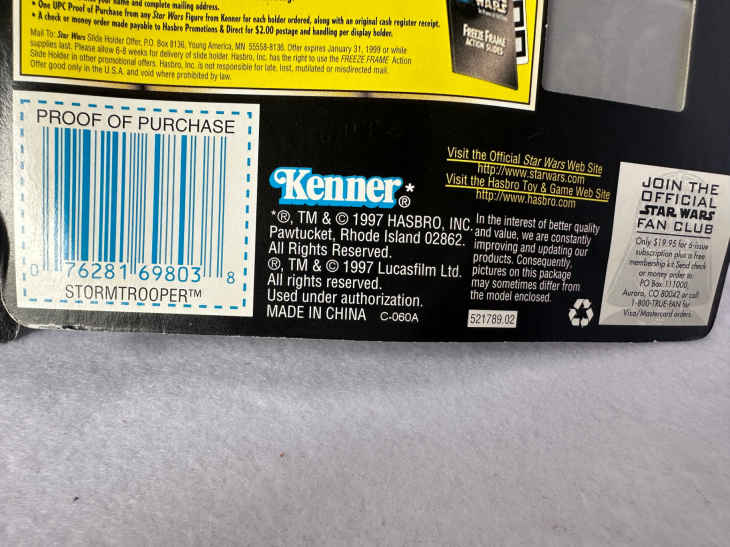 your name and complete mailing address.
• One UPC Proof of Purchase from any Star Wars Figure from Kenner for each holder ordered, along with an original cash register receipt.
• A check or money order made payable to Hasbro Promotions & Direct for $2.00 postage and handling per display holder.
Mail To: Star Wars Slide Holder Offer, P.O. Box 8136, Young America, MN 55558-8136. Offer expires January 31, 1999 or while
supplies last. Please allow 6-8 weeks for delivery of slide holder. Hasbro, Inc. has the right to use the FREEZE FRAME Action
Slide Holder in other promotional offers. Hasbro, Inc. is not responsible for late, lost, mutilated or misdirected mail.
Offer good only in the U.S.A. and void where prohibited by law.
WARS
FREEZE FRAME
ACTION SLIDES
PROOF OF PURCHASE
0 76281 69803 8
STORMTROOPER™
Kenner*®
*®, TM & © 1997 HASBRO, INC.
Pawtucket, Rhode Island 02862.
All Rights Reserved.
®, TM & © 1997 Lucasfilm Ltd.
All rights reserved.
Used under authorization.
MADE IN CHINA C-060A
Visit the Official Star Wars Web Site
http://www.starwars.com
Visit the Hasbro Toy & Game Web Site
http://www.hasbro.com
In the interest of better quality
and value, we are constantly
improving and updating our
products. Consequently,
pictures on this package
may sometimes differ from
the model enclosed.
521789.02
JOIN THE
OFFICIAL
STAR WARS
FAN CLUB
Only $19.95 for 6-issue
subscription plus a free
membership kit. Send check
or money order to:
PO Box 111000,
Aurora, CO 80042 or call
1-800-TRUE-FAN for
Visa/Mastercard orders.